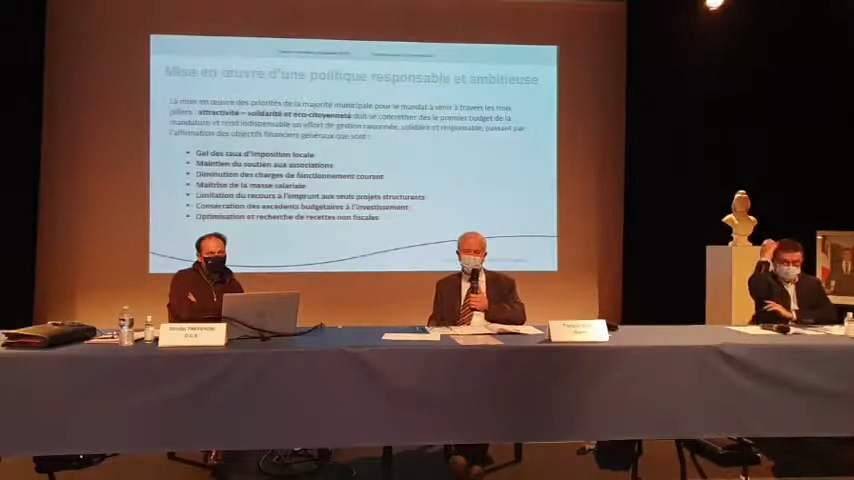 Mise en œuvre d'une politique responsable et ambitieuse
La mise en œuvre des priorités de la majorité municipale pour le mandat à venir à travers les trois
piliers : attractivité – solidarité et éco-citoyenneté doit se concrétiser dès le premier budget de la
mandature et rend indispensable un effort de gestion raisonnée, solidaire et responsable, passant par
l'affirmation des objectifs financiers généraux que sont :
• Gel des taux d'imposition locale
• Maintien du soutien aux associations
• Diminution des charges de fonctionnement courant
• Maîtrise de la masse salariale
• Limitation du recours à l'emprunt aux seuls projets structurants
• Consécration des excédents budgétaires à l'investissement
• Optimisation et recherche de recettes non fiscales
D.G.S.